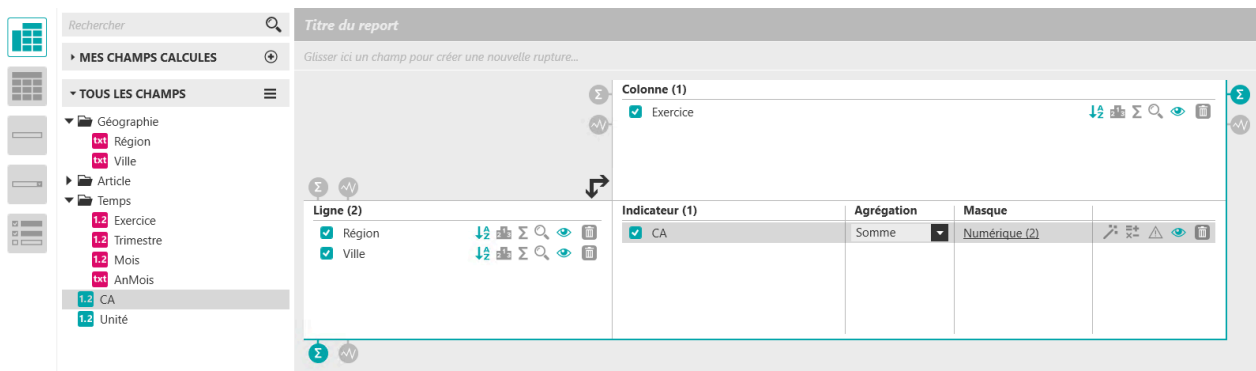 Rechercher
MES CHAMPS CALCULES
TOUS LES CHAMPS
Géographie
txt Région
txt Ville
Article
Temps
1.2 Exercice
1.2 Trimestre
1.2 Mois
txt AnMois
1.2 CA
1.2 Unité
Titre du report
Glisser ici un champ pour créer une nouvelle rupture...
Colonne (1)
Exercice
Ligne (2)
Région
Ville
Indicateur (1) Agrégation Masque
CA Somme Numérique (2)